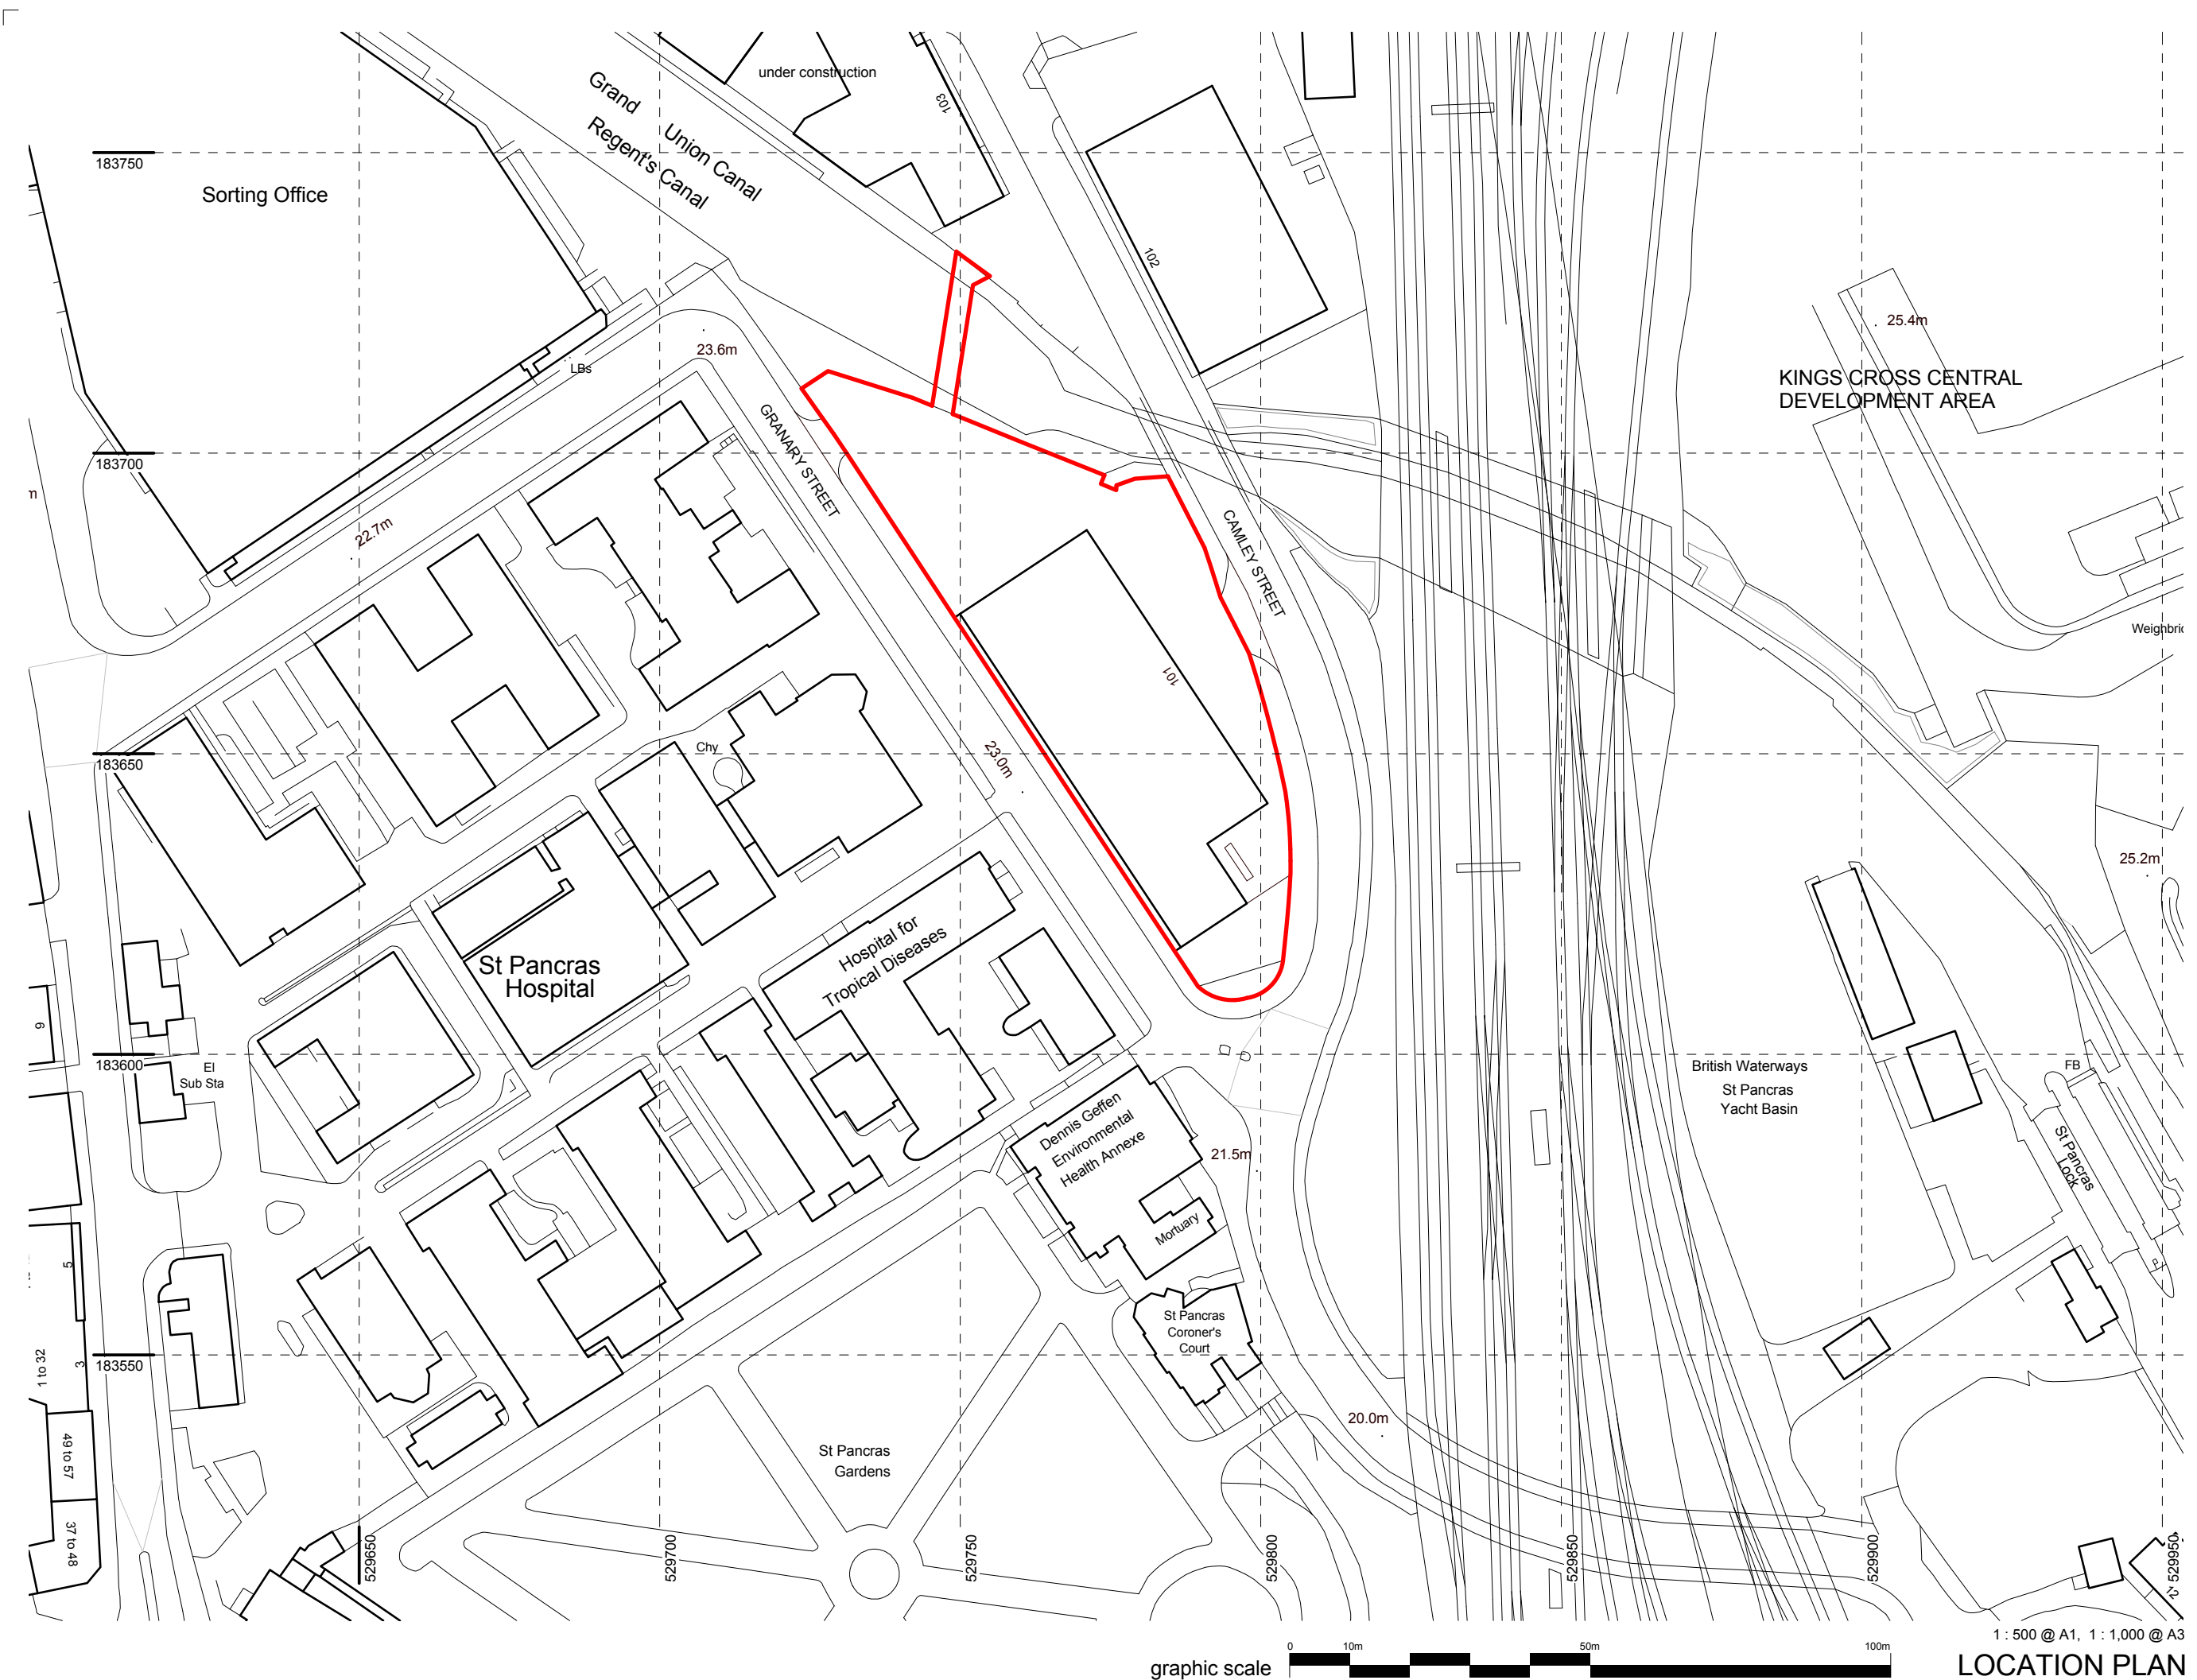 under construction
103
Grand Union Canal
Regent's Canal
183750
Sorting Office
102
25.4m
23.6m
LBs
KINGS CROSS CENTRAL
DEVELOPMENT AREA
GRANARY STREET
183700
m
22.7m
CAMLEY STREET
Weighbri
101
Chy
23.0m
183650
25.2m
Hospital for
Tropical Diseases
St Pancras
Hospital
9
183600
El
Sub Sta
British Waterways
St Pancras
Yacht Basin
FB
St Pancras
Lock
Dennis Geffen
Environmental
Health Annexe
21.5m
Mortuary
5
St Pancras
Coroner's
Court
183550
3
1 to 32
20.0m
St Pancras
Gardens
49 to 57
37 to 48
529650
529700
529750
529800
529850
529900
529950
12
graphic scale
0 10m 50m 100m
1 : 500 @ A1, 1 : 1,000 @ A3
LOCATION PLAN